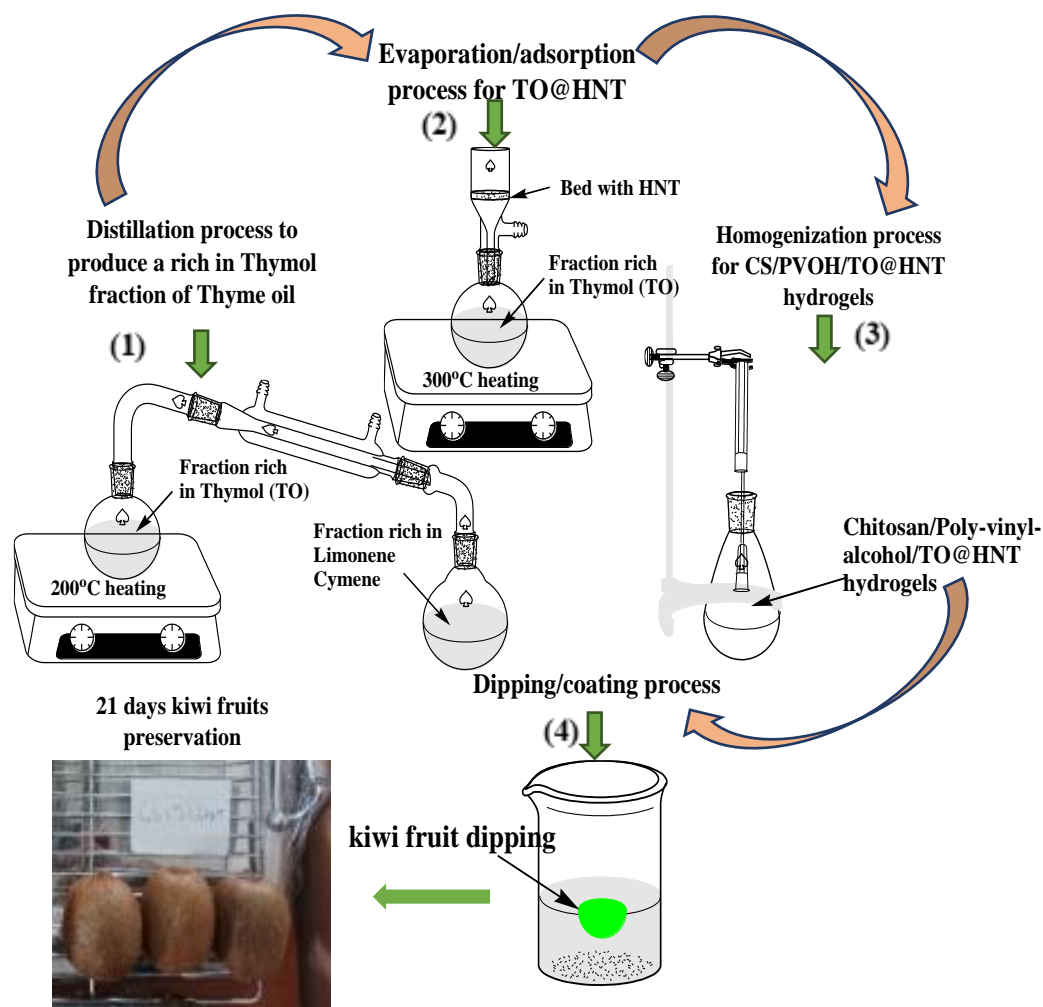 Evaporation/adsorption
process for TO@HNT
(2)
Bed with HNT
Fraction rich
in Thymol (TO)
300°C heating
Distillation process to
produce a rich in Thymol
fraction of Thyme oil
(1)
Fraction rich
in Thymol (TO)
200°C heating
Fraction rich in
Limonene
Cymene
Homogenization process
for CS/PVOH/TO@HNT
hydrogels
(3)
Chitosan/Poly-vinyl-
alcohol/TO@HNT
hydrogels
Dipping/coating process
(4)
kiwi fruit dipping
21 days kiwi fruits
preservation